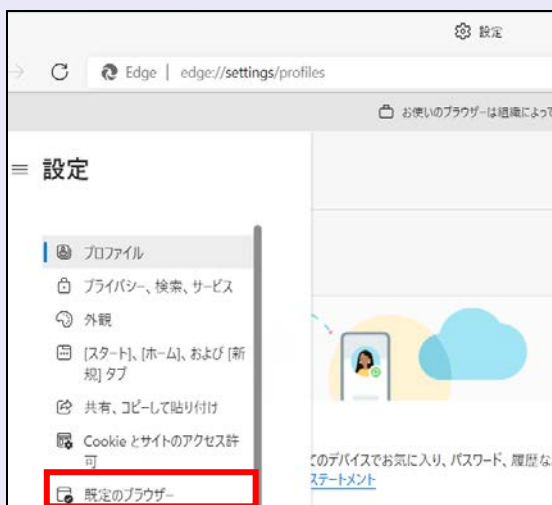 設定
Edge | edge://settings/profiles
お使いのブラウザーは組織によって
設定
プロファイル
プライバシー、検索、サービス
外観
[スタート]、[ホーム]、および [新
規] タブ
共有、コピーして貼り付け
Cookie とサイトのアクセス許
可
既定のブラウザー
てのデバイスでお気に入り、パスワード、履歴な
ステートメント